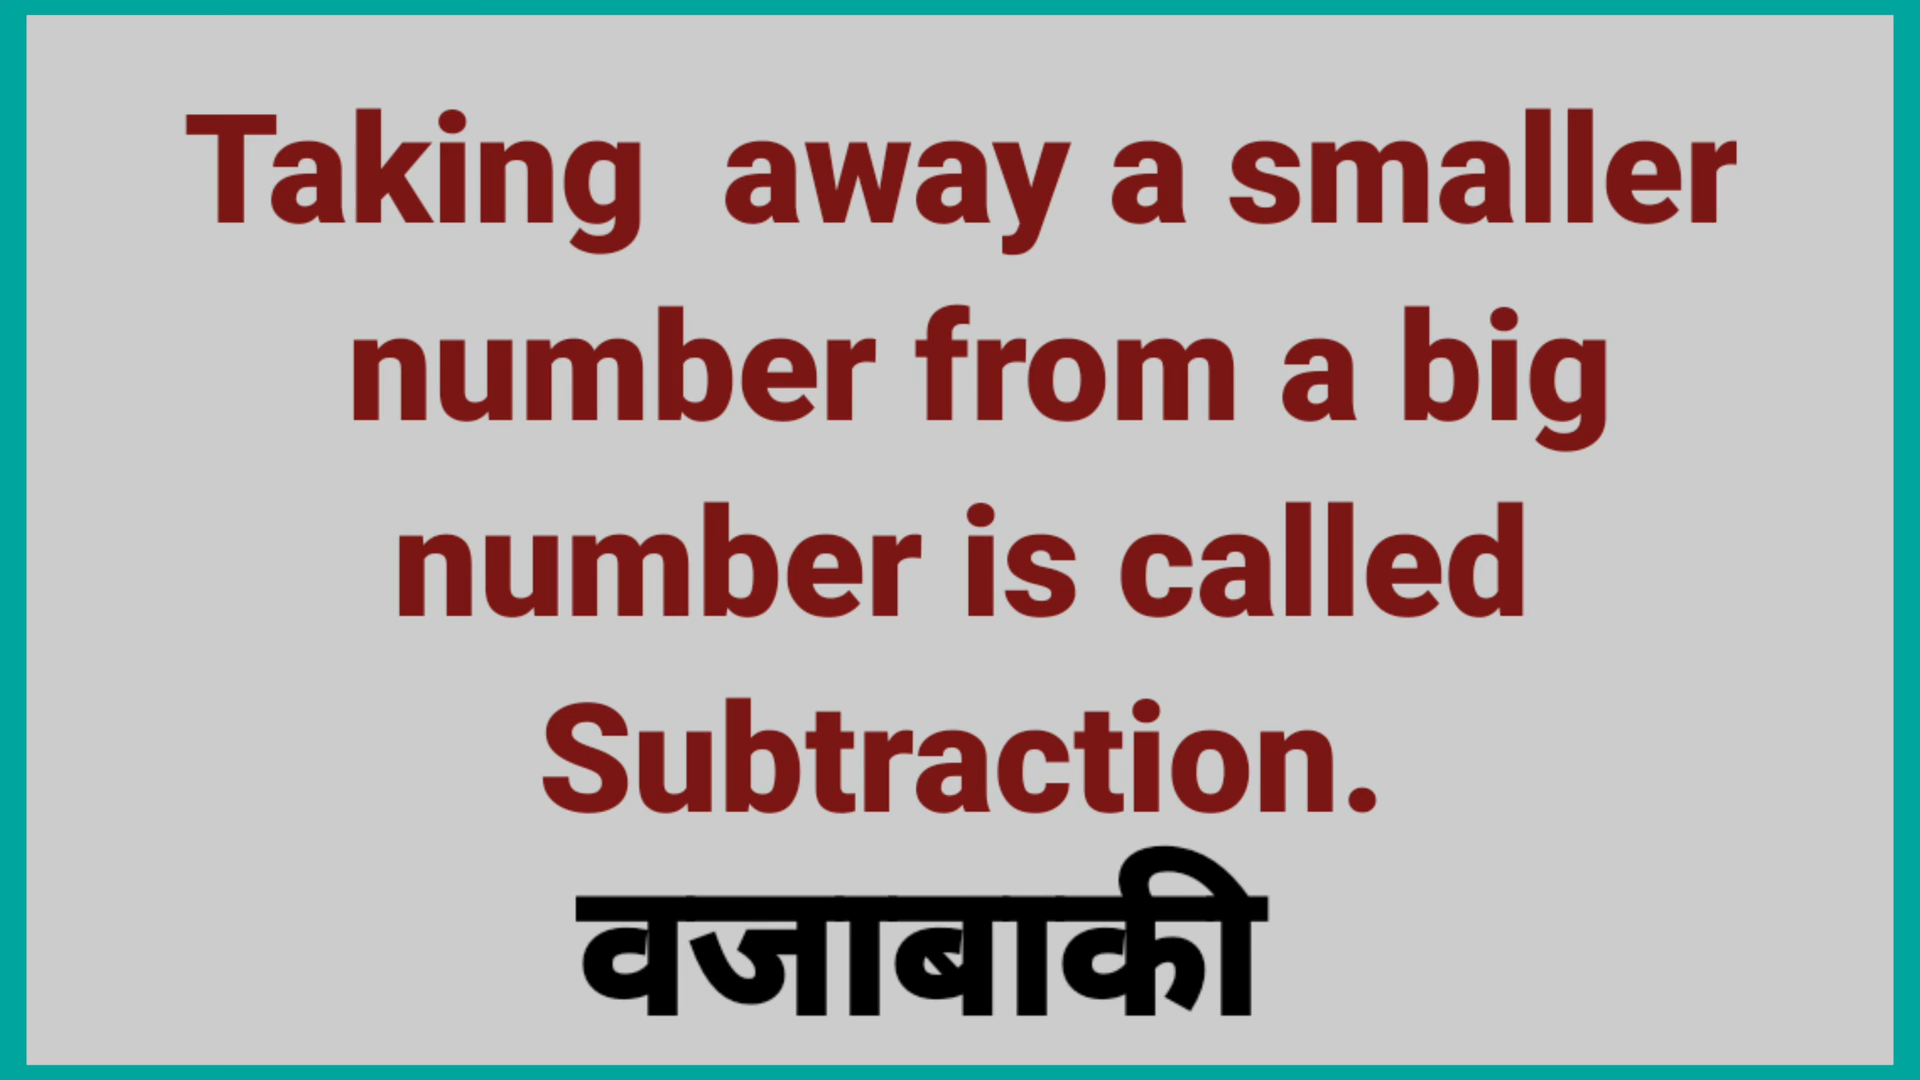 Taking  away a smaller
number from a big
number is called
Subtraction.
वजाबाकी